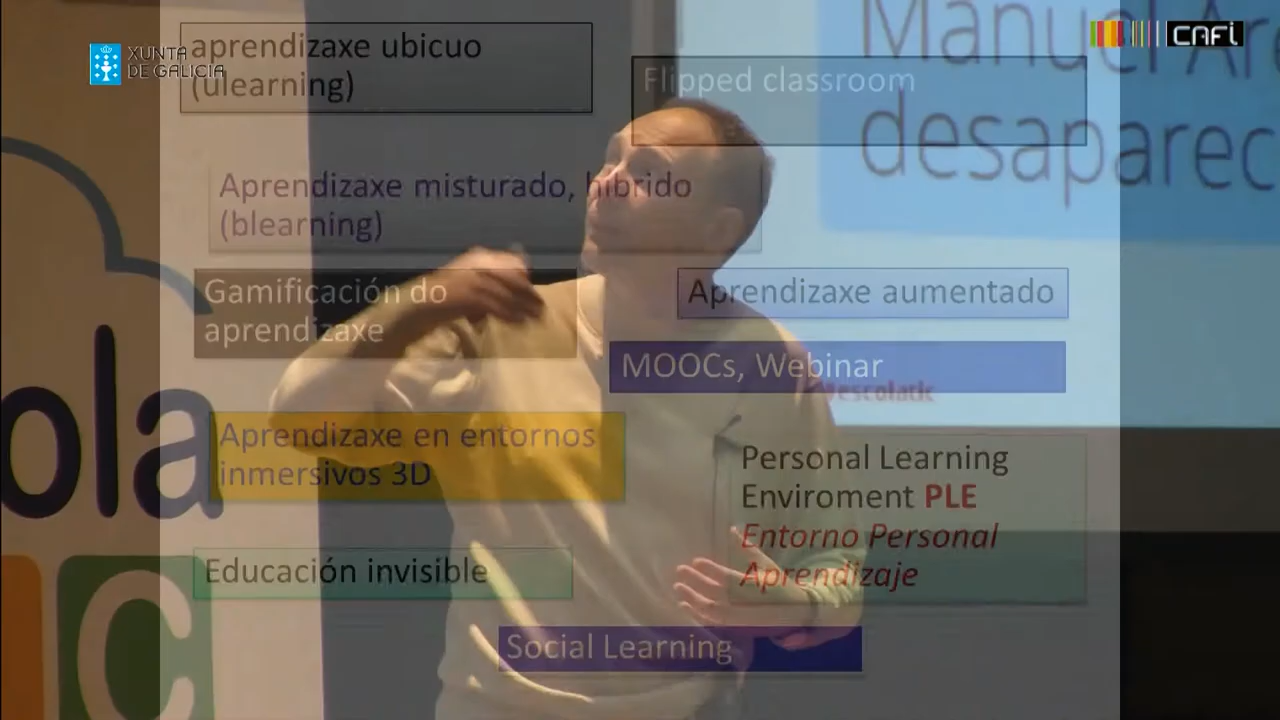 XUNTA
DE GALICIA
CAFi
aprendizaxe ubicuo
(ulearning)
Flipped classroom
Manuel Are
desaparec
Aprendizaxe misturado, híbrido
(blearning)
Gamificación do
aprendizaxe
Aprendizaxe aumentado
MOOCs, Webinar
#escolatic
Aprendizaxe en entornos
inmersivos 3D
ola
Personal Learning
Enviroment PLE
Entorno Personal
Aprendizaje
Educación invisible
C
Social Learning